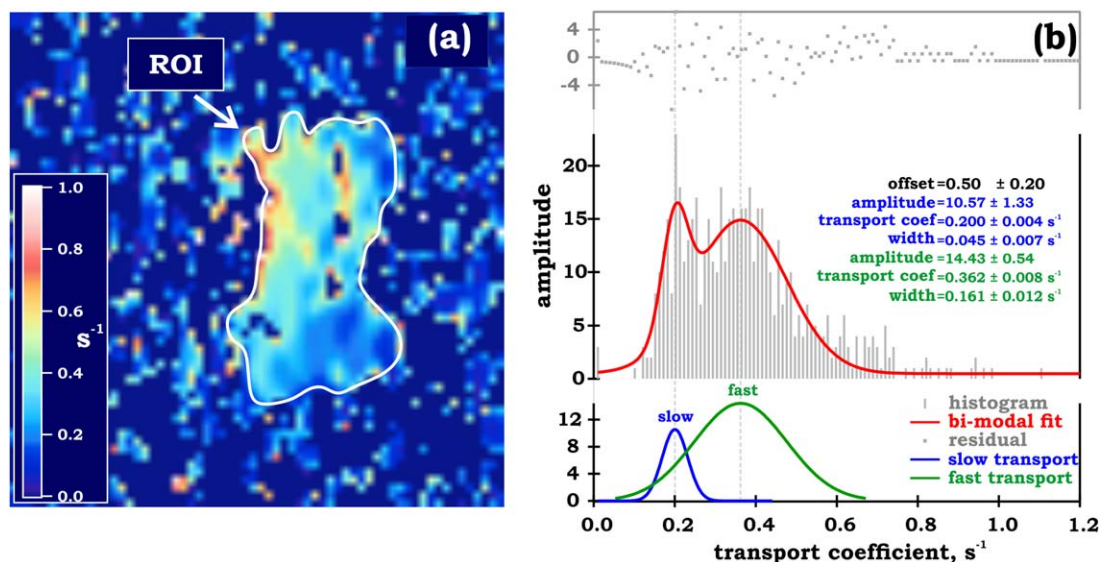 (a)
ROI
1.0
0.8
0.6
s⁻¹
0.4
0.2
0.0
(b)
4
0
-4
20
15
10
5
0
amplitude
offset=0.50 ± 0.20
amplitude=10.57 ± 1.33
transport coef=0.200 ± 0.004 s⁻¹
width=0.045 ± 0.007 s⁻¹
amplitude=14.43 ± 0.54
transport coef=0.362 ± 0.008 s⁻¹
width=0.161 ± 0.012 s⁻¹
12
8
4
0
slow
fast
histogram
bi-modal fit
residual
slow transport
fast transport
0.0 0.2 0.4 0.6 0.8 1.0 1.2
transport coefficient, s⁻¹